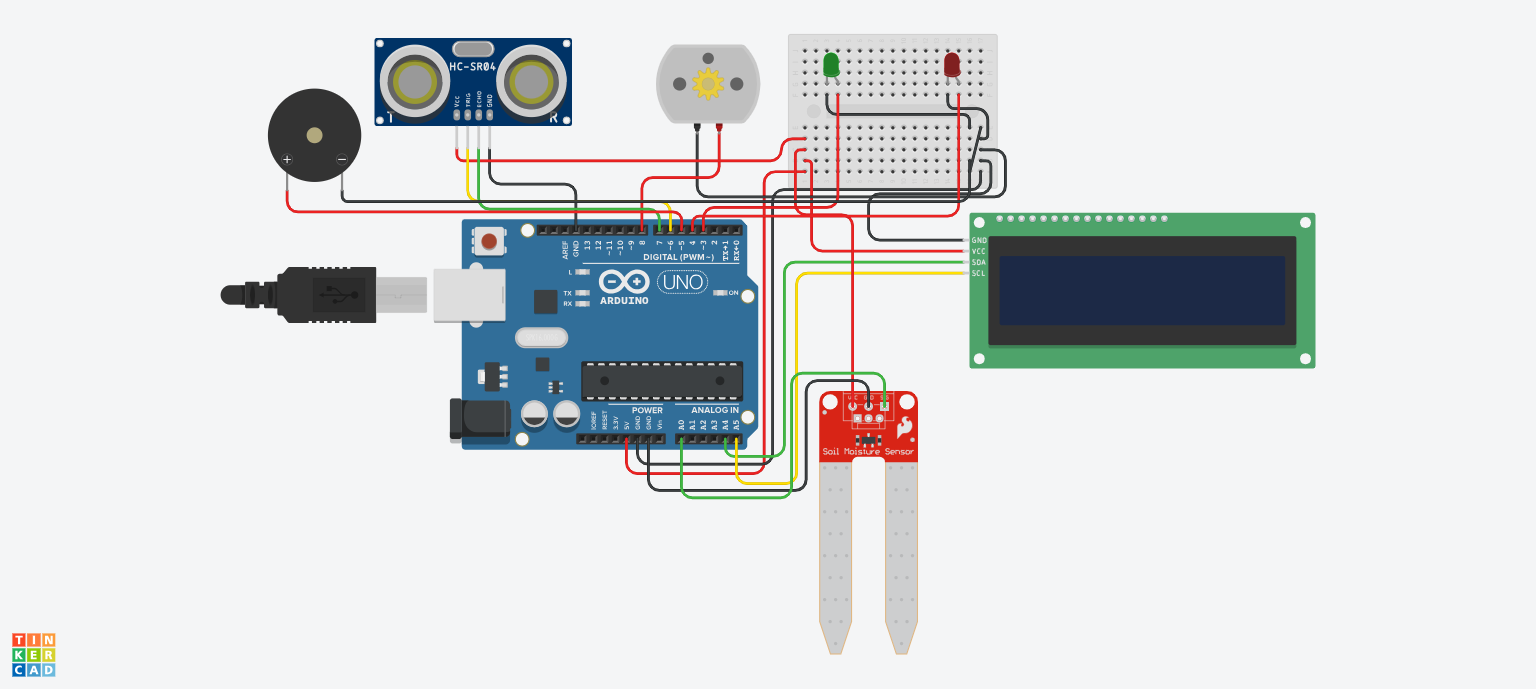 HC-SR04
VCC
TRIG
ECHO
GND
T
R
+
−
AREF
GND
13
12
~11
~10
~9
8
7
~6
~5
4
~3
2
TX→1
RX←0
DIGITAL (PWM~)
L
TX
RX
ARDUINO
UNO
ON
POWER
ANALOG IN
IOREF
RESET
3.3V
5V
GND
GND
Vin
A0
A1
A2
A3
A4
A5
GND
VCC
SDA
SCL
Soil Moisture Sensor
TIN
KER
CAD